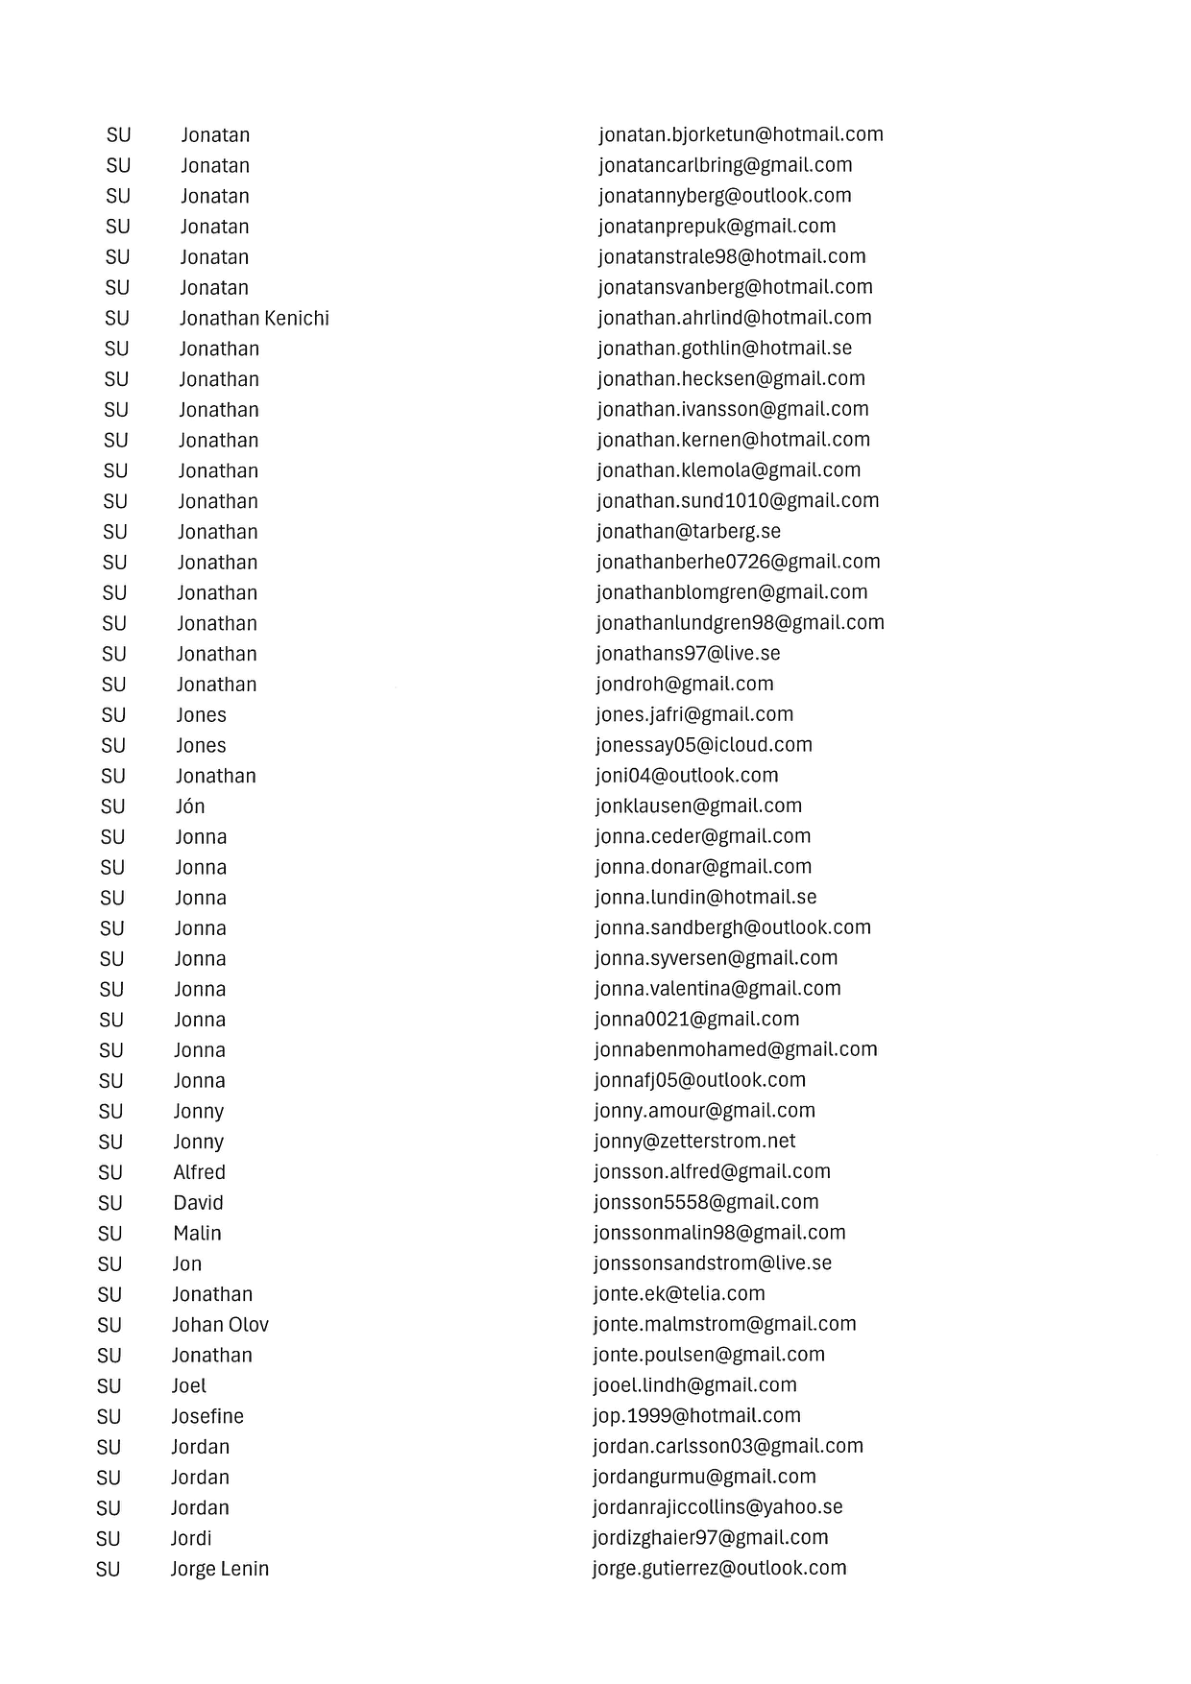 SU Jonatan jonatan.bjorketun@hotmail.com
SU Jonatan jonatancarlbring@gmail.com
SU Jonatan jonatannyberg@outlook.com
SU Jonatan jonatanprepuk@gmail.com
SU Jonatan jonatanstrale98@hotmail.com
SU Jonatan jonatansvanberg@hotmail.com
SU Jonathan Kenichi jonathan.ahrlind@hotmail.com
SU Jonathan jonathan.gothlin@hotmail.se
SU Jonathan jonathan.hecksen@gmail.com
SU Jonathan jonathan.ivansson@gmail.com
SU Jonathan jonathan.kernen@hotmail.com
SU Jonathan jonathan.klemola@gmail.com
SU Jonathan jonathan.sund1010@gmail.com
SU Jonathan jonathan@tarberg.se
SU Jonathan jonathanberhe0726@gmail.com
SU Jonathan jonathanblomgren@gmail.com
SU Jonathan jonathanlundgren98@gmail.com
SU Jonathan jonathans97@live.se
SU Jonathan jondroh@gmail.com
SU Jones jones.jafri@gmail.com
SU Jones jonessay05@icloud.com
SU Jonathan joni04@outlook.com
SU Jón jonklausen@gmail.com
SU Jonna jonna.ceder@gmail.com
SU Jonna jonna.donar@gmail.com
SU Jonna jonna.lundin@hotmail.se
SU Jonna jonna.sandbergh@outlook.com
SU Jonna jonna.syversen@gmail.com
SU Jonna jonna.valentina@gmail.com
SU Jonna jonna0021@gmail.com
SU Jonna jonnabenmohamed@gmail.com
SU Jonna jonnafj05@outlook.com
SU Jonny jonny.amour@gmail.com
SU Jonny jonny@zetterstrom.net
SU Alfred jonsson.alfred@gmail.com
SU David jonsson5558@gmail.com
SU Malin jonssonmalin98@gmail.com
SU Jon jonssonsandstrom@live.se
SU Jonathan jonte.ek@telia.com
SU Johan Olov jonte.malmstrom@gmail.com
SU Jonathan jonte.poulsen@gmail.com
SU Joel jooel.lindh@gmail.com
SU Josefine jop.1999@hotmail.com
SU Jordan jordan.carlsson03@gmail.com
SU Jordan jordangurmu@gmail.com
SU Jordan jordanrajiccollins@yahoo.se
SU Jordi jordizghaier97@gmail.com
SU Jorge Lenin jorge.gutierrez@outlook.com